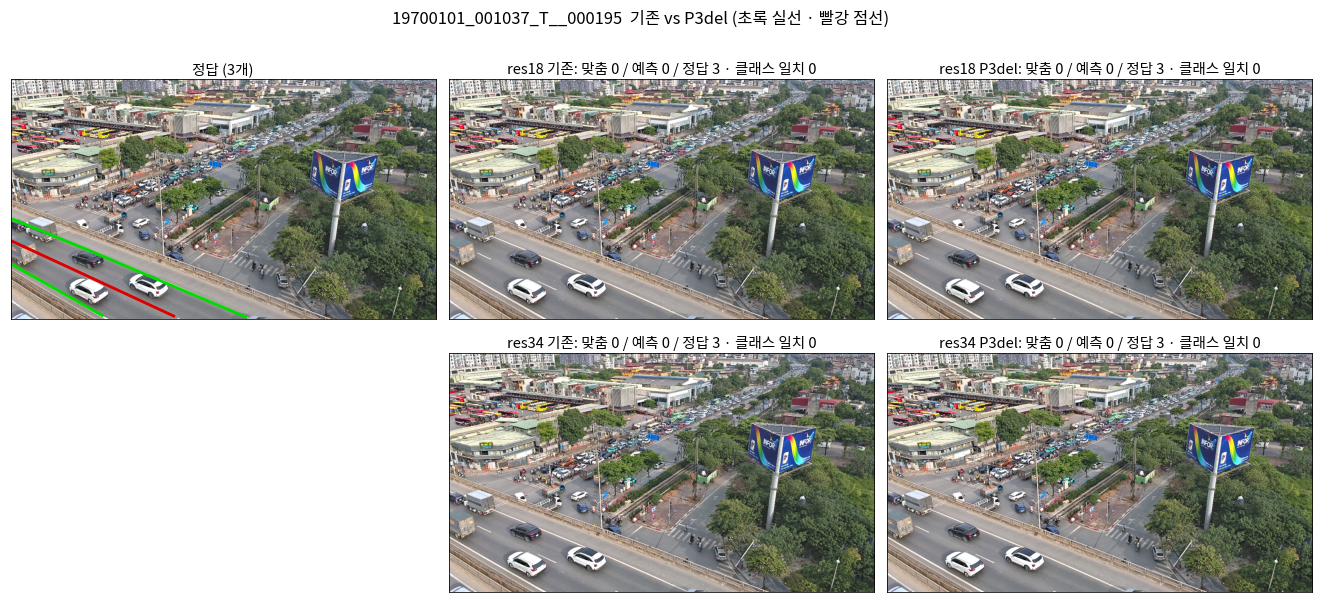 19700101_001037_T__000195  기존 vs P3del (초록 실선 · 빨강 점선)
정답 (3개)
res18 기존: 맞춤 0 / 예측 0 / 정답 3 · 클래스 일치 0
res18 P3del: 맞춤 0 / 예측 0 / 정답 3 · 클래스 일치 0
res34 기존: 맞춤 0 / 예측 0 / 정답 3 · 클래스 일치 0
res34 P3del: 맞춤 0 / 예측 0 / 정답 3 · 클래스 일치 0